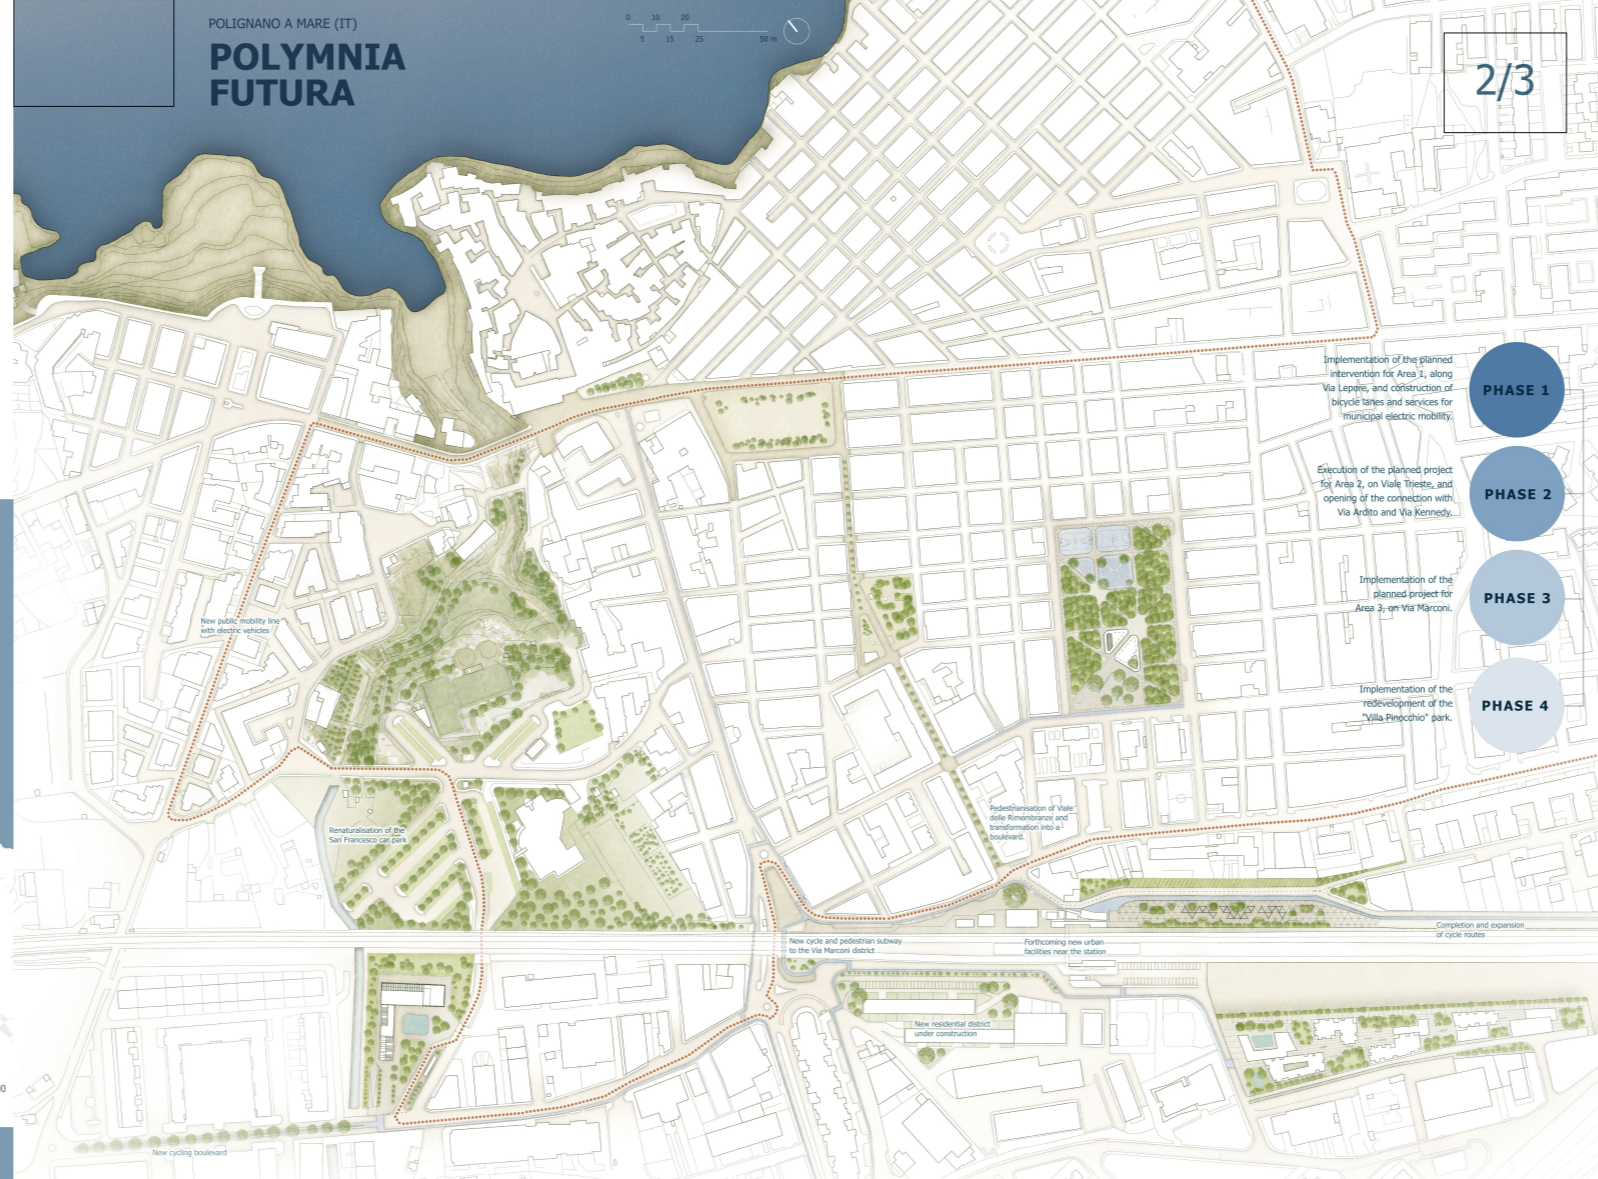 POLIGNANO A MARE (IT)
POLYMNIA
FUTURA
0 10 20
5 15 25 50 m
2/3
Implementation of the planned
intervention for Area 1, along
Via Lepore, and construction of
bicycle lanes and services for
municipal electric mobility.
PHASE 1
Execution of the planned project
for Area 2, on Viale Trieste, and
opening of the connection with
Via Ardito and Via Kennedy.
PHASE 2
Implementation of the
planned project for
Area 3, on Via Marconi.
PHASE 3
Implementation of the
redevelopment of the
"Villa Pinocchio" park.
PHASE 4
New public mobility line
with electric vehicles
Renaturalisation of the
San Francesco car park
Pedestrianisation of Viale
delle Rimembranze and
transformation into a
boulevard.
New cycle and pedestrian subway
to the Via Marconi district
Forthcoming new urban
facilities near the station
Completion and expansion
of cycle routes
New residential district
under construction
New cycling boulevard